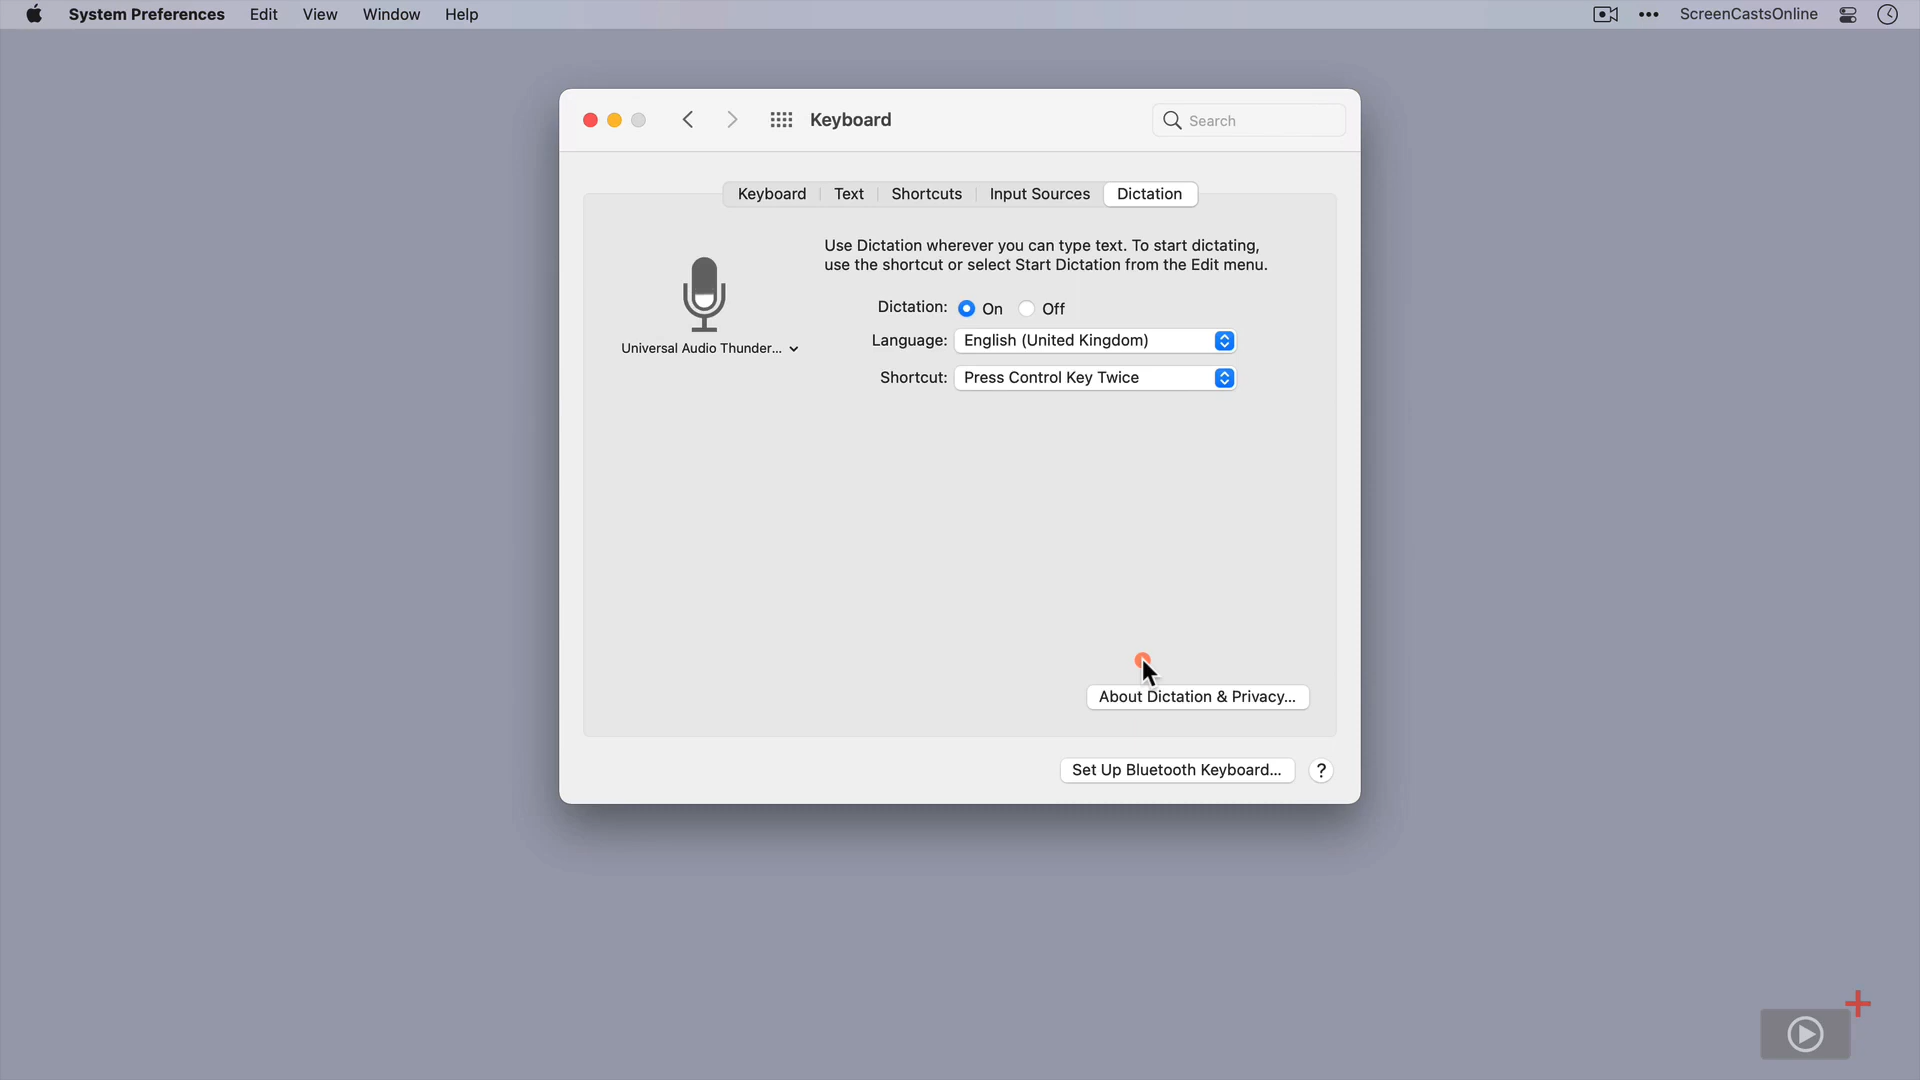 System Preferences Edit View Window Help ScreenCastsOnline
Keyboard Search
Keyboard Text Shortcuts Input Sources Dictation
Use Dictation wherever you can type text. To start dictating,
use the shortcut or select Start Dictation from the Edit menu.
Dictation: On Off
Universal Audio Thunder...
Language: English (United Kingdom)
Shortcut: Press Control Key Twice
About Dictation & Privacy...
Set Up Bluetooth Keyboard... ?